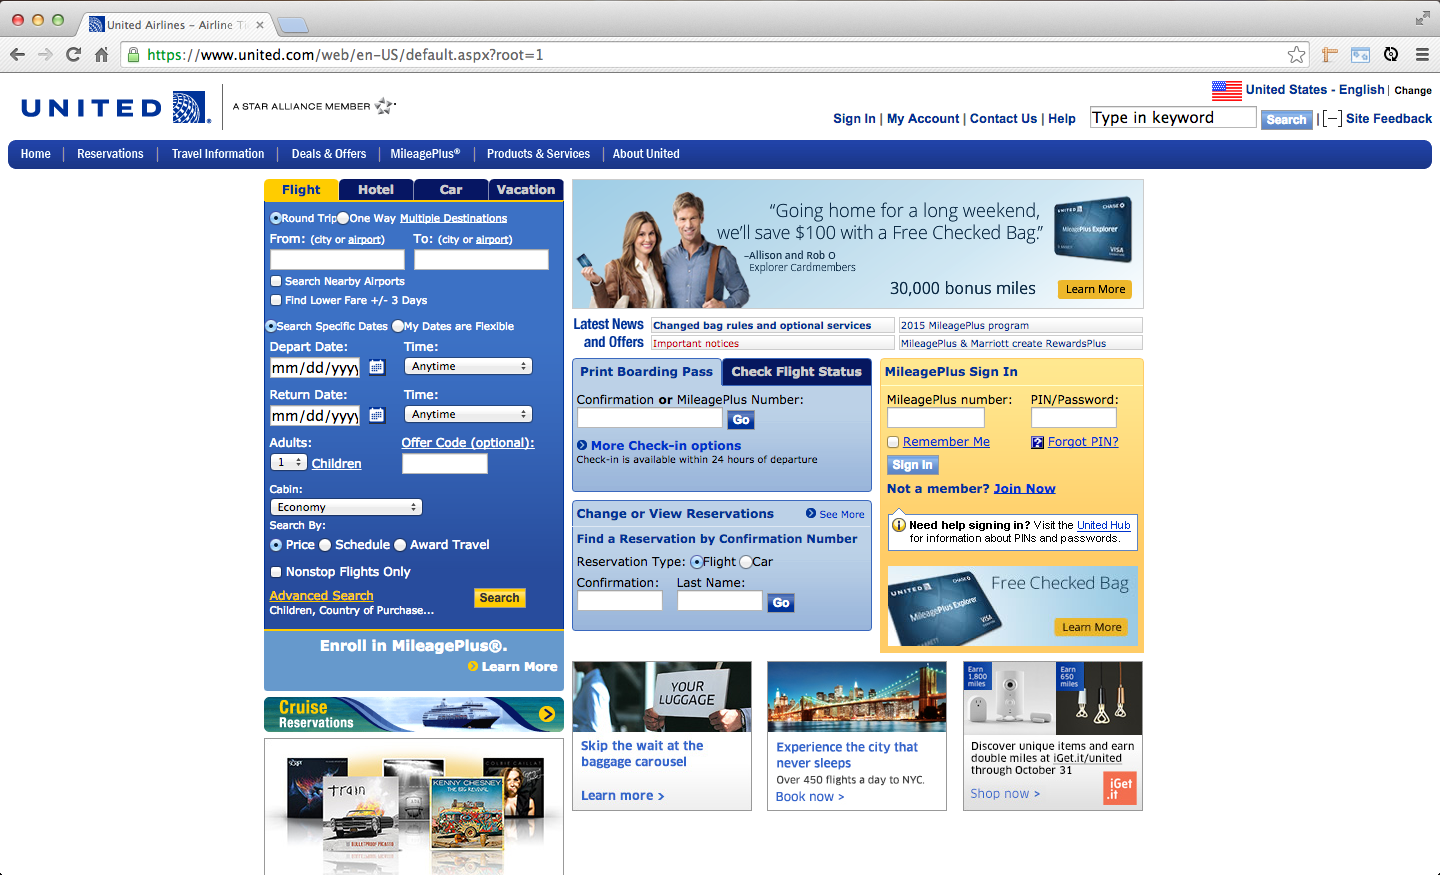 United Airlines – Airline Ti
https://www.united.com/web/en-US/default.aspx?root=1
UNITED
A STAR ALLIANCE MEMBER
United States - English | Change
Sign In | My Account | Contact Us | Help
Type in keyword
Search
| [—] Site Feedback
Home
Reservations
Travel Information
Deals & Offers
MileagePlus®
Products & Services
About United
Flight
Hotel
Car
Vacation
Round Trip
One Way
Multiple Destinations
From: (city or airport)
To: (city or airport)
Search Nearby Airports
Find Lower Fare +/- 3 Days
Search Specific Dates
My Dates are Flexible
Depart Date:
Time:
mm/dd/yyyy
Anytime
Return Date:
Time:
mm/dd/yyyy
Anytime
Adults:
Offer Code (optional):
1
Children
Cabin:
Economy
Search By:
Price
Schedule
Award Travel
Nonstop Flights Only
Advanced Search
Children, Country of Purchase...
Search
Enroll in MileagePlus®.
Learn More
Cruise
Reservations
COLBIE CAILLAT
train
BULLETPROOF PICASSO
KENNY CHESNEY
THE BIG REVIVAL
“Going home for a long weekend,
we’ll save $100 with a Free Checked Bag.”
–Allison and Rob O
Explorer Cardmembers
30,000 bonus miles
UNITED
CHASE
MileagePlus Explorer
VISA
Learn More
Latest News
and Offers
Changed bag rules and optional services
2015 MileagePlus program
Important notices
MileagePlus & Marriott create RewardsPlus
Print Boarding Pass
Check Flight Status
Confirmation or MileagePlus Number:
Go
More Check-in options
Check-in is available within 24 hours of departure
Change or View Reservations
See More
Find a Reservation by Confirmation Number
Reservation Type:
Flight
Car
Confirmation:
Last Name:
Go
MileagePlus Sign In
MileagePlus number:
PIN/Password:
Remember Me
? Forgot PIN?
Sign In
Not a member? Join Now
Need help signing in? Visit the United Hub
for information about PINs and passwords.
UNITED
CHASE
MileagePlus Explorer
VISA
Free Checked Bag
Learn More
YOUR
LUGGAGE
Skip the wait at the
baggage carousel
Learn more >
Experience the city that
never sleeps
Over 450 flights a day to NYC.
Book now >
Earn
1,800
miles
Earn
650
miles
Discover unique items and earn
double miles at iGet.it/united
through October 31
Shop now >
iGet
.it